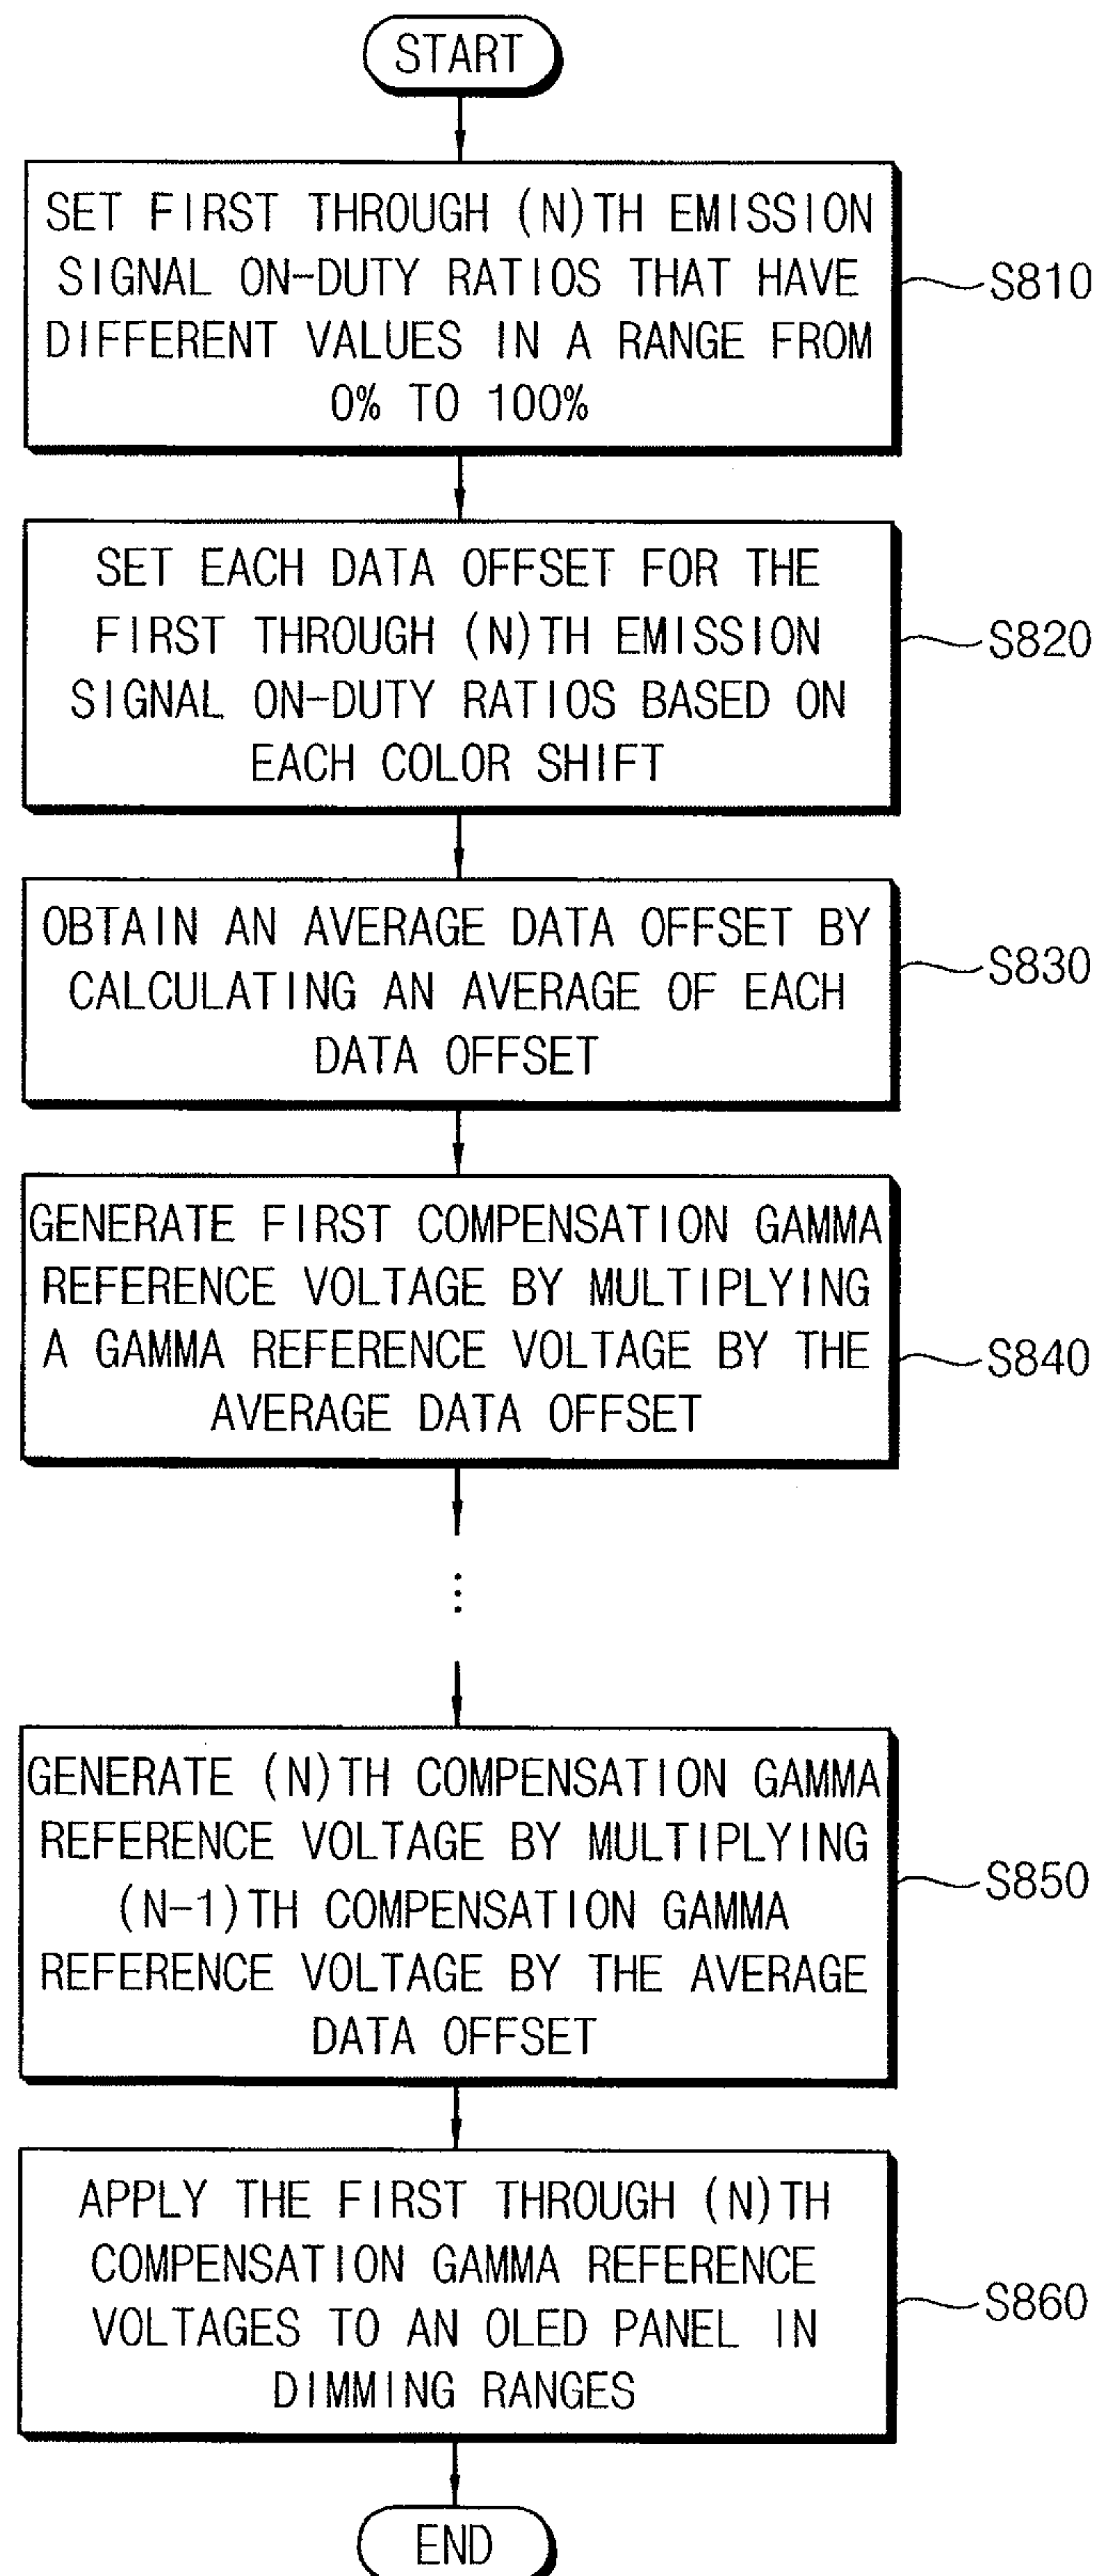 START
SET FIRST THROUGH (N)TH EMISSION
SIGNAL ON-DUTY RATIOS THAT HAVE
DIFFERENT VALUES IN A RANGE FROM
0% TO 100%
S810
SET EACH DATA OFFSET FOR THE
FIRST THROUGH (N)TH EMISSION
SIGNAL ON-DUTY RATIOS BASED ON
EACH COLOR SHIFT
S820
OBTAIN AN AVERAGE DATA OFFSET BY
CALCULATING AN AVERAGE OF EACH
DATA OFFSET
S830
GENERATE FIRST COMPENSATION GAMMA
REFERENCE VOLTAGE BY MULTIPLYING
A GAMMA REFERENCE VOLTAGE BY THE
AVERAGE DATA OFFSET
S840
⋮
GENERATE (N)TH COMPENSATION GAMMA
REFERENCE VOLTAGE BY MULTIPLYING
(N-1)TH COMPENSATION GAMMA
REFERENCE VOLTAGE BY THE AVERAGE
DATA OFFSET
S850
APPLY THE FIRST THROUGH (N)TH
COMPENSATION GAMMA REFERENCE
VOLTAGES TO AN OLED PANEL IN
DIMMING RANGES
S860
END